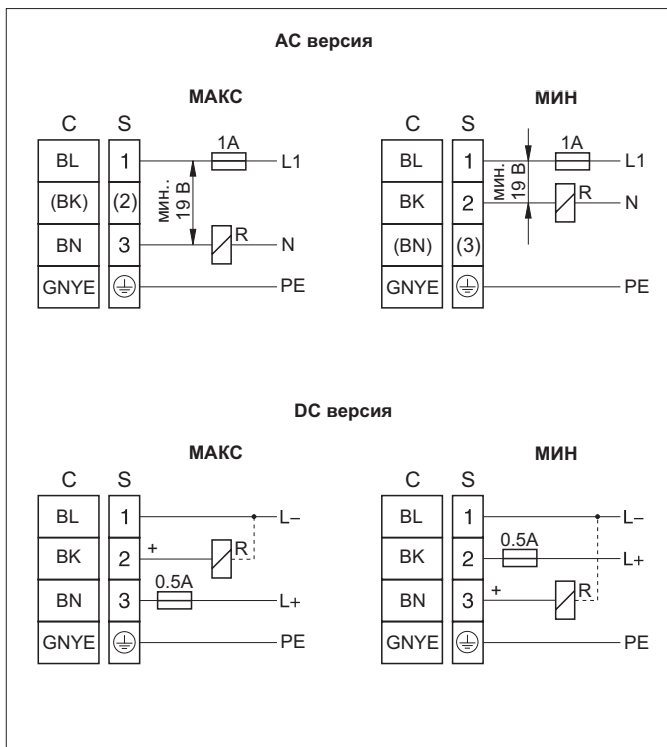 AC версия
МАКС
C S
BL 1 1A L1
(BK) (2) мин.. 19 В
BN 3 R N
GNYE PE
МИН
C S
BL 1 1A L1
BK 2 мин. 19 В R N
(BN) (3)
GNYE PE
DC версия
МАКС
C S
BL 1 L–
BK 2 + R
BN 3 0.5A L+
GNYE PE
МИН
C S
BL 1 L–
BK 2 0.5A L+
BN 3 + R
GNYE PE